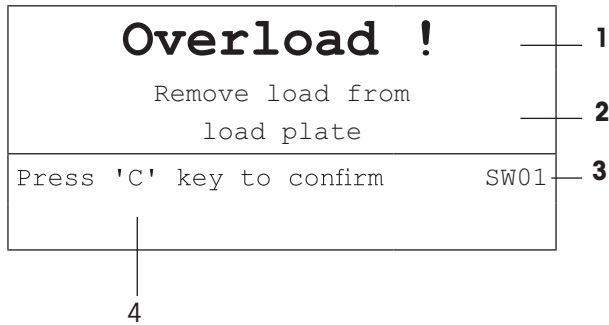 Overload !
1
Remove load from
2
load plate
Press 'C' key to confirm SW01
3
4